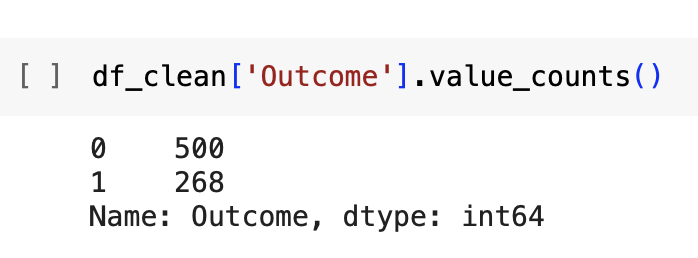 [ ] df_clean['Outcome'].value_counts()
0    500
1    268
Name: Outcome, dtype: int64